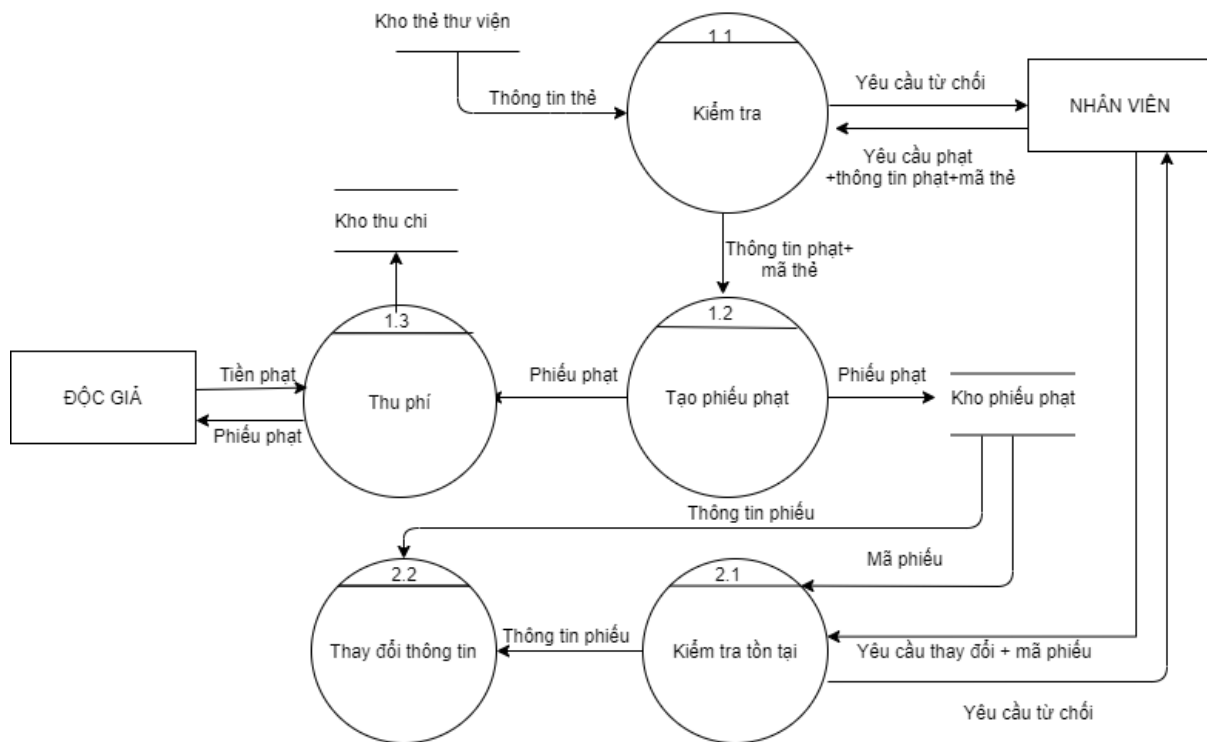 Kho thẻ thư viện
1.1
Thông tin thẻ
Kiểm tra
Yêu cầu từ chối
NHÂN VIÊN
Yêu cầu phạt
+thông tin phạt+mã thẻ
Kho thu chi
Thông tin phạt+
mã thẻ
1.3
1.2
ĐỘC GIẢ
Tiền phạt
Thu phí
Phiếu phạt
Tạo phiếu phạt
Phiếu phạt
Kho phiếu phạt
Phiếu phạt
Thông tin phiếu
Mã phiếu
2.2
2.1
Thay đổi thông tin
Thông tin phiếu
Kiểm tra tồn tại
Yêu cầu thay đổi + mã phiếu
Yêu cầu từ chối